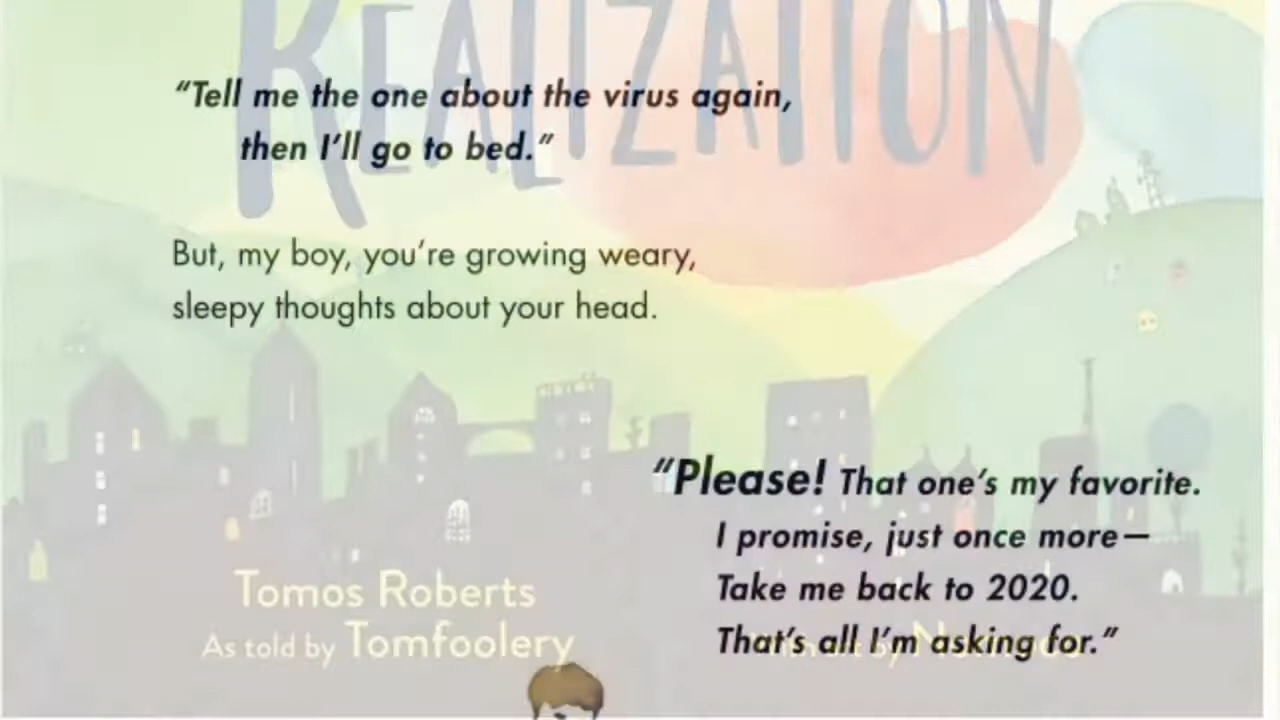 REALIZATION
“Tell me the one about the virus again,
then I’ll go to bed.”
But, my boy, you’re growing weary,
sleepy thoughts about your head.
“Please! That one’s my favorite.
I promise, just once more—
Take me back to 2020.
That’s all I’m asking for.”
Tomos Roberts
As told by Tomfoolery